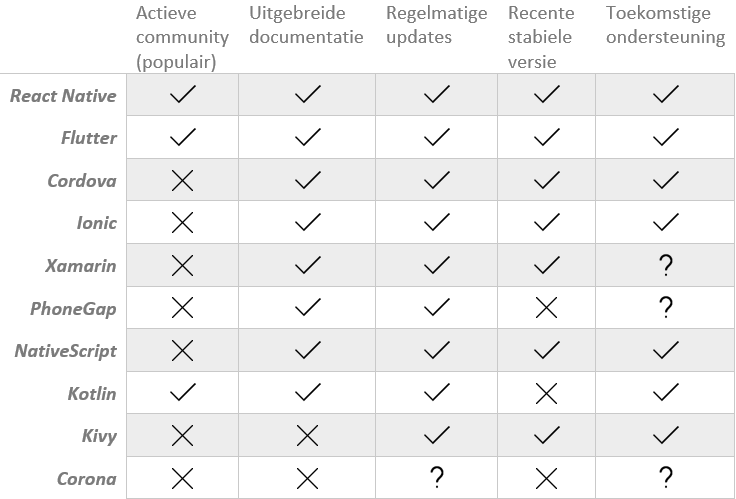 Actieve Uitgebreide Regelmatige Recente Toekomstige
community documentatie updates stabiele ondersteuning
(populair) versie
React Native ✓ ✓ ✓ ✓ ✓
Flutter ✓ ✓ ✓ ✓ ✓
Cordova ✕ ✓ ✓ ✓ ✓
Ionic ✕ ✓ ✓ ✓ ✓
Xamarin ✕ ✓ ✓ ✓ ?
PhoneGap ✕ ✓ ✓ ✕ ?
NativeScript ✕ ✓ ✓ ✓ ✓
Kotlin ✓ ✓ ✓ ✕ ✓
Kivy ✕ ✕ ✓ ✓ ✓
Corona ✕ ✕ ? ✕ ?